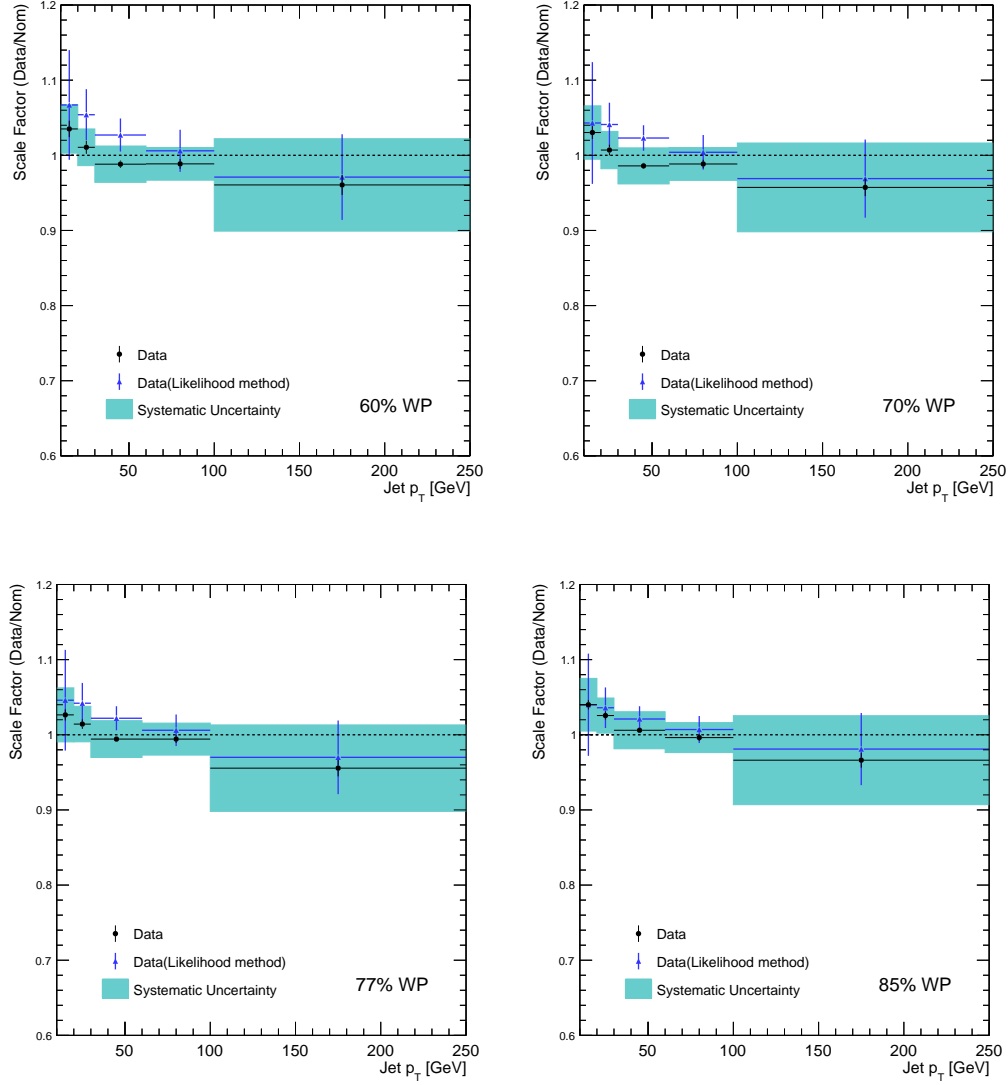 Scale Factor (Data/Nom)
1.2
1.1
1
0.9
0.8
0.7
0.6
Data
Data(Likelihood method)
Systematic Uncertainty
60% WP
50 100 150 200 250
Jet p_T [GeV]
Scale Factor (Data/Nom)
1.2
1.1
1
0.9
0.8
0.7
0.6
Data
Data(Likelihood method)
Systematic Uncertainty
70% WP
50 100 150 200 250
Jet p_T [GeV]
Scale Factor (Data/Nom)
1.2
1.1
1
0.9
0.8
0.7
0.6
Data
Data(Likelihood method)
Systematic Uncertainty
77% WP
50 100 150 200 250
Jet p_T [GeV]
Scale Factor (Data/Nom)
1.2
1.1
1
0.9
0.8
0.7
0.6
Data
Data(Likelihood method)
Systematic Uncertainty
85% WP
50 100 150 200 250
Jet p_T [GeV]